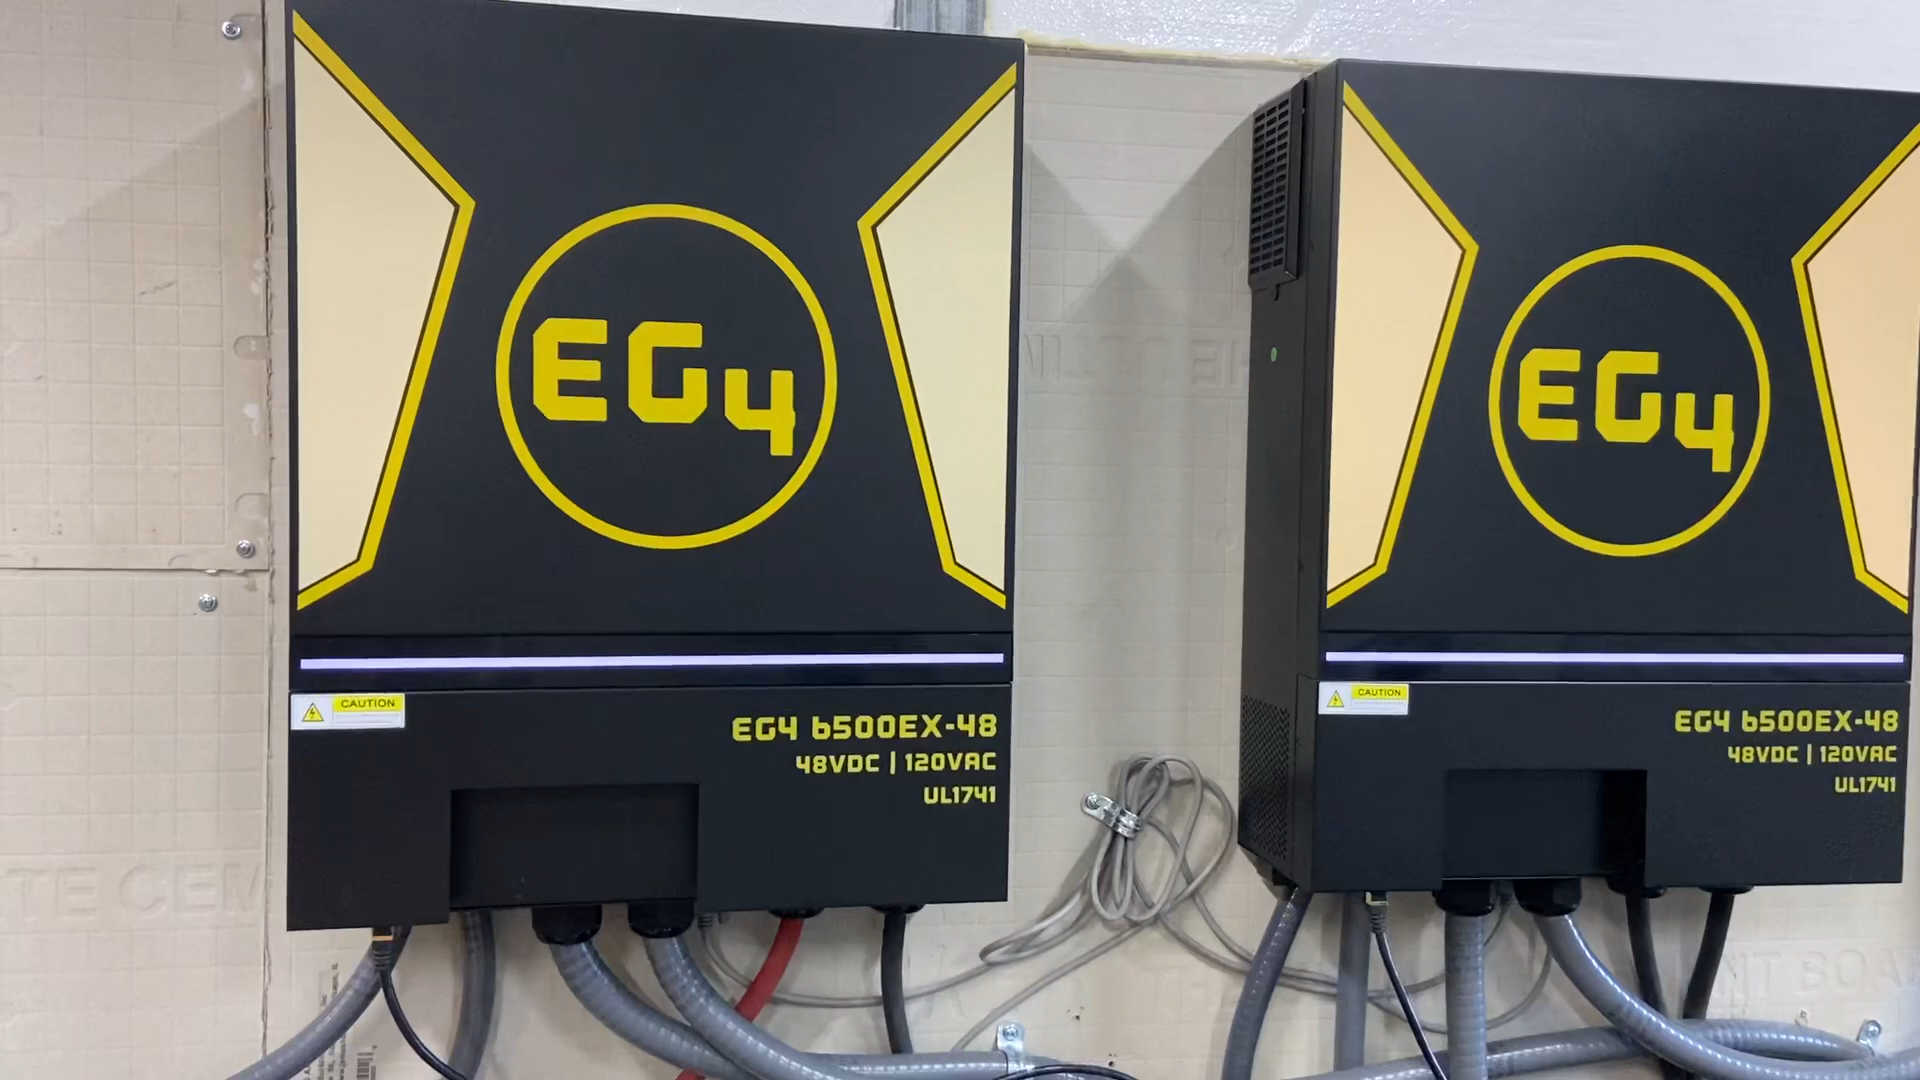 EG4
CAUTION
EG4 6500EX-48
48VDC | 120VAC
UL1741
EG4
CAUTION
EG4 6500EX-48
48VDC | 120VAC
UL1741